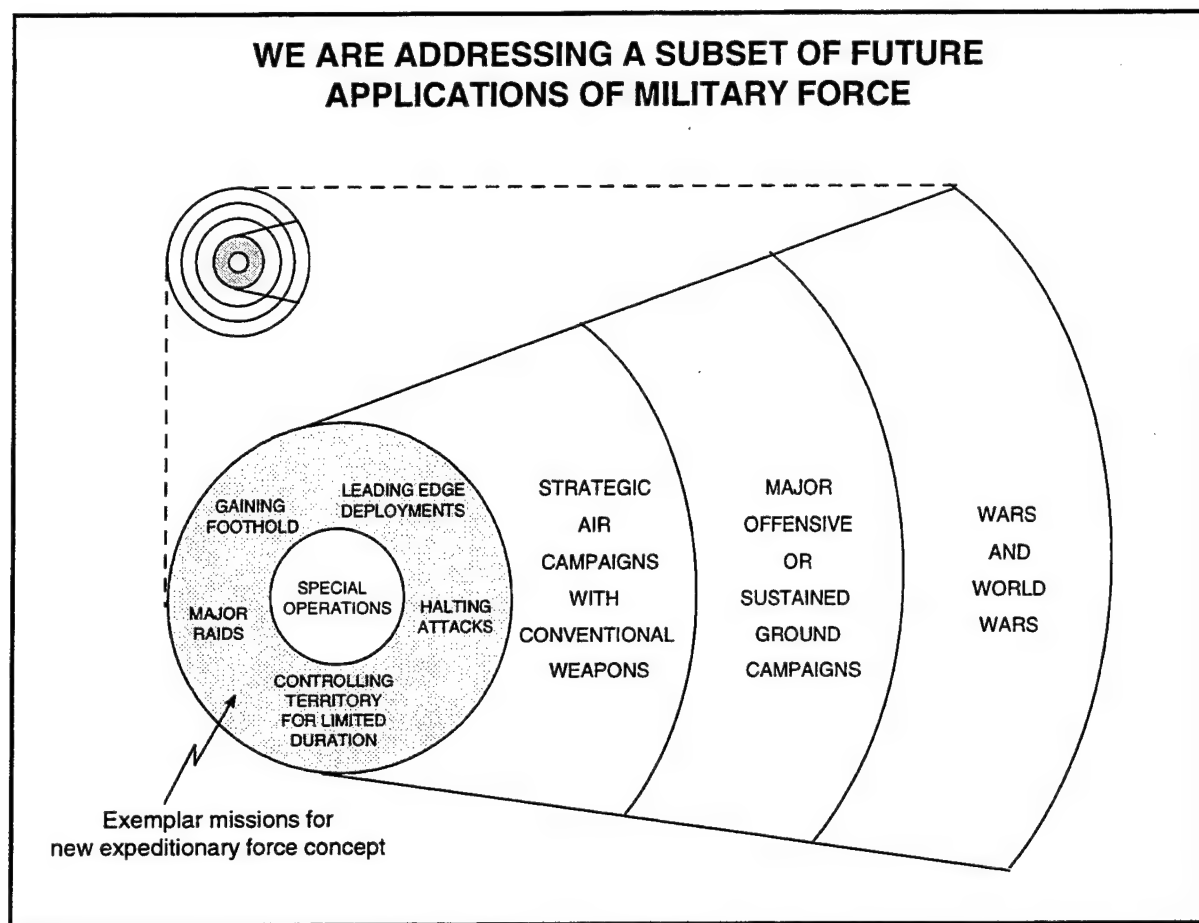 WE ARE ADDRESSING A SUBSET OF FUTURE
APPLICATIONS OF MILITARY FORCE
GAINING
FOOTHOLD
LEADING EDGE
DEPLOYMENTS
SPECIAL
OPERATIONS
MAJOR
RAIDS
HALTING
ATTACKS
CONTROLLING
TERRITORY
FOR LIMITED
DURATION
STRATEGIC
AIR
CAMPAIGNS
WITH
CONVENTIONAL
WEAPONS
MAJOR
OFFENSIVE
OR
SUSTAINED
GROUND
CAMPAIGNS
WARS
AND
WORLD
WARS
Exemplar missions for
new expeditionary force concept